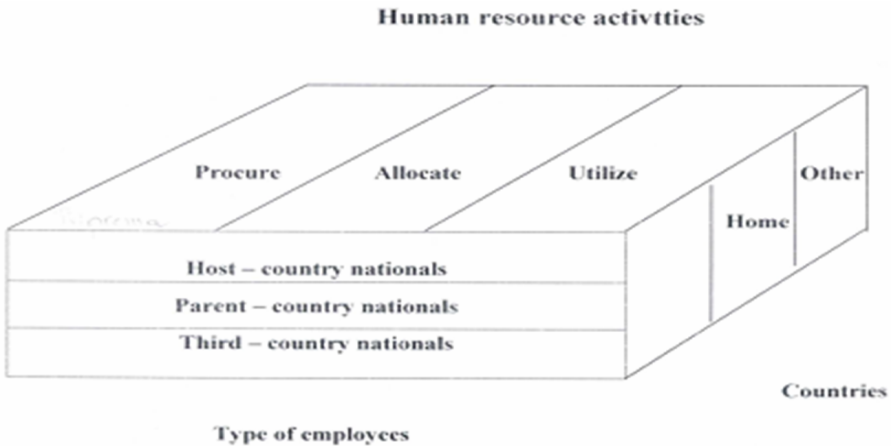 Human resource activtties
Procure
Allocate
Utilize
Other
Home
Host – country nationals
Parent – country nationals
Third – country nationals
Countries
Type of employees